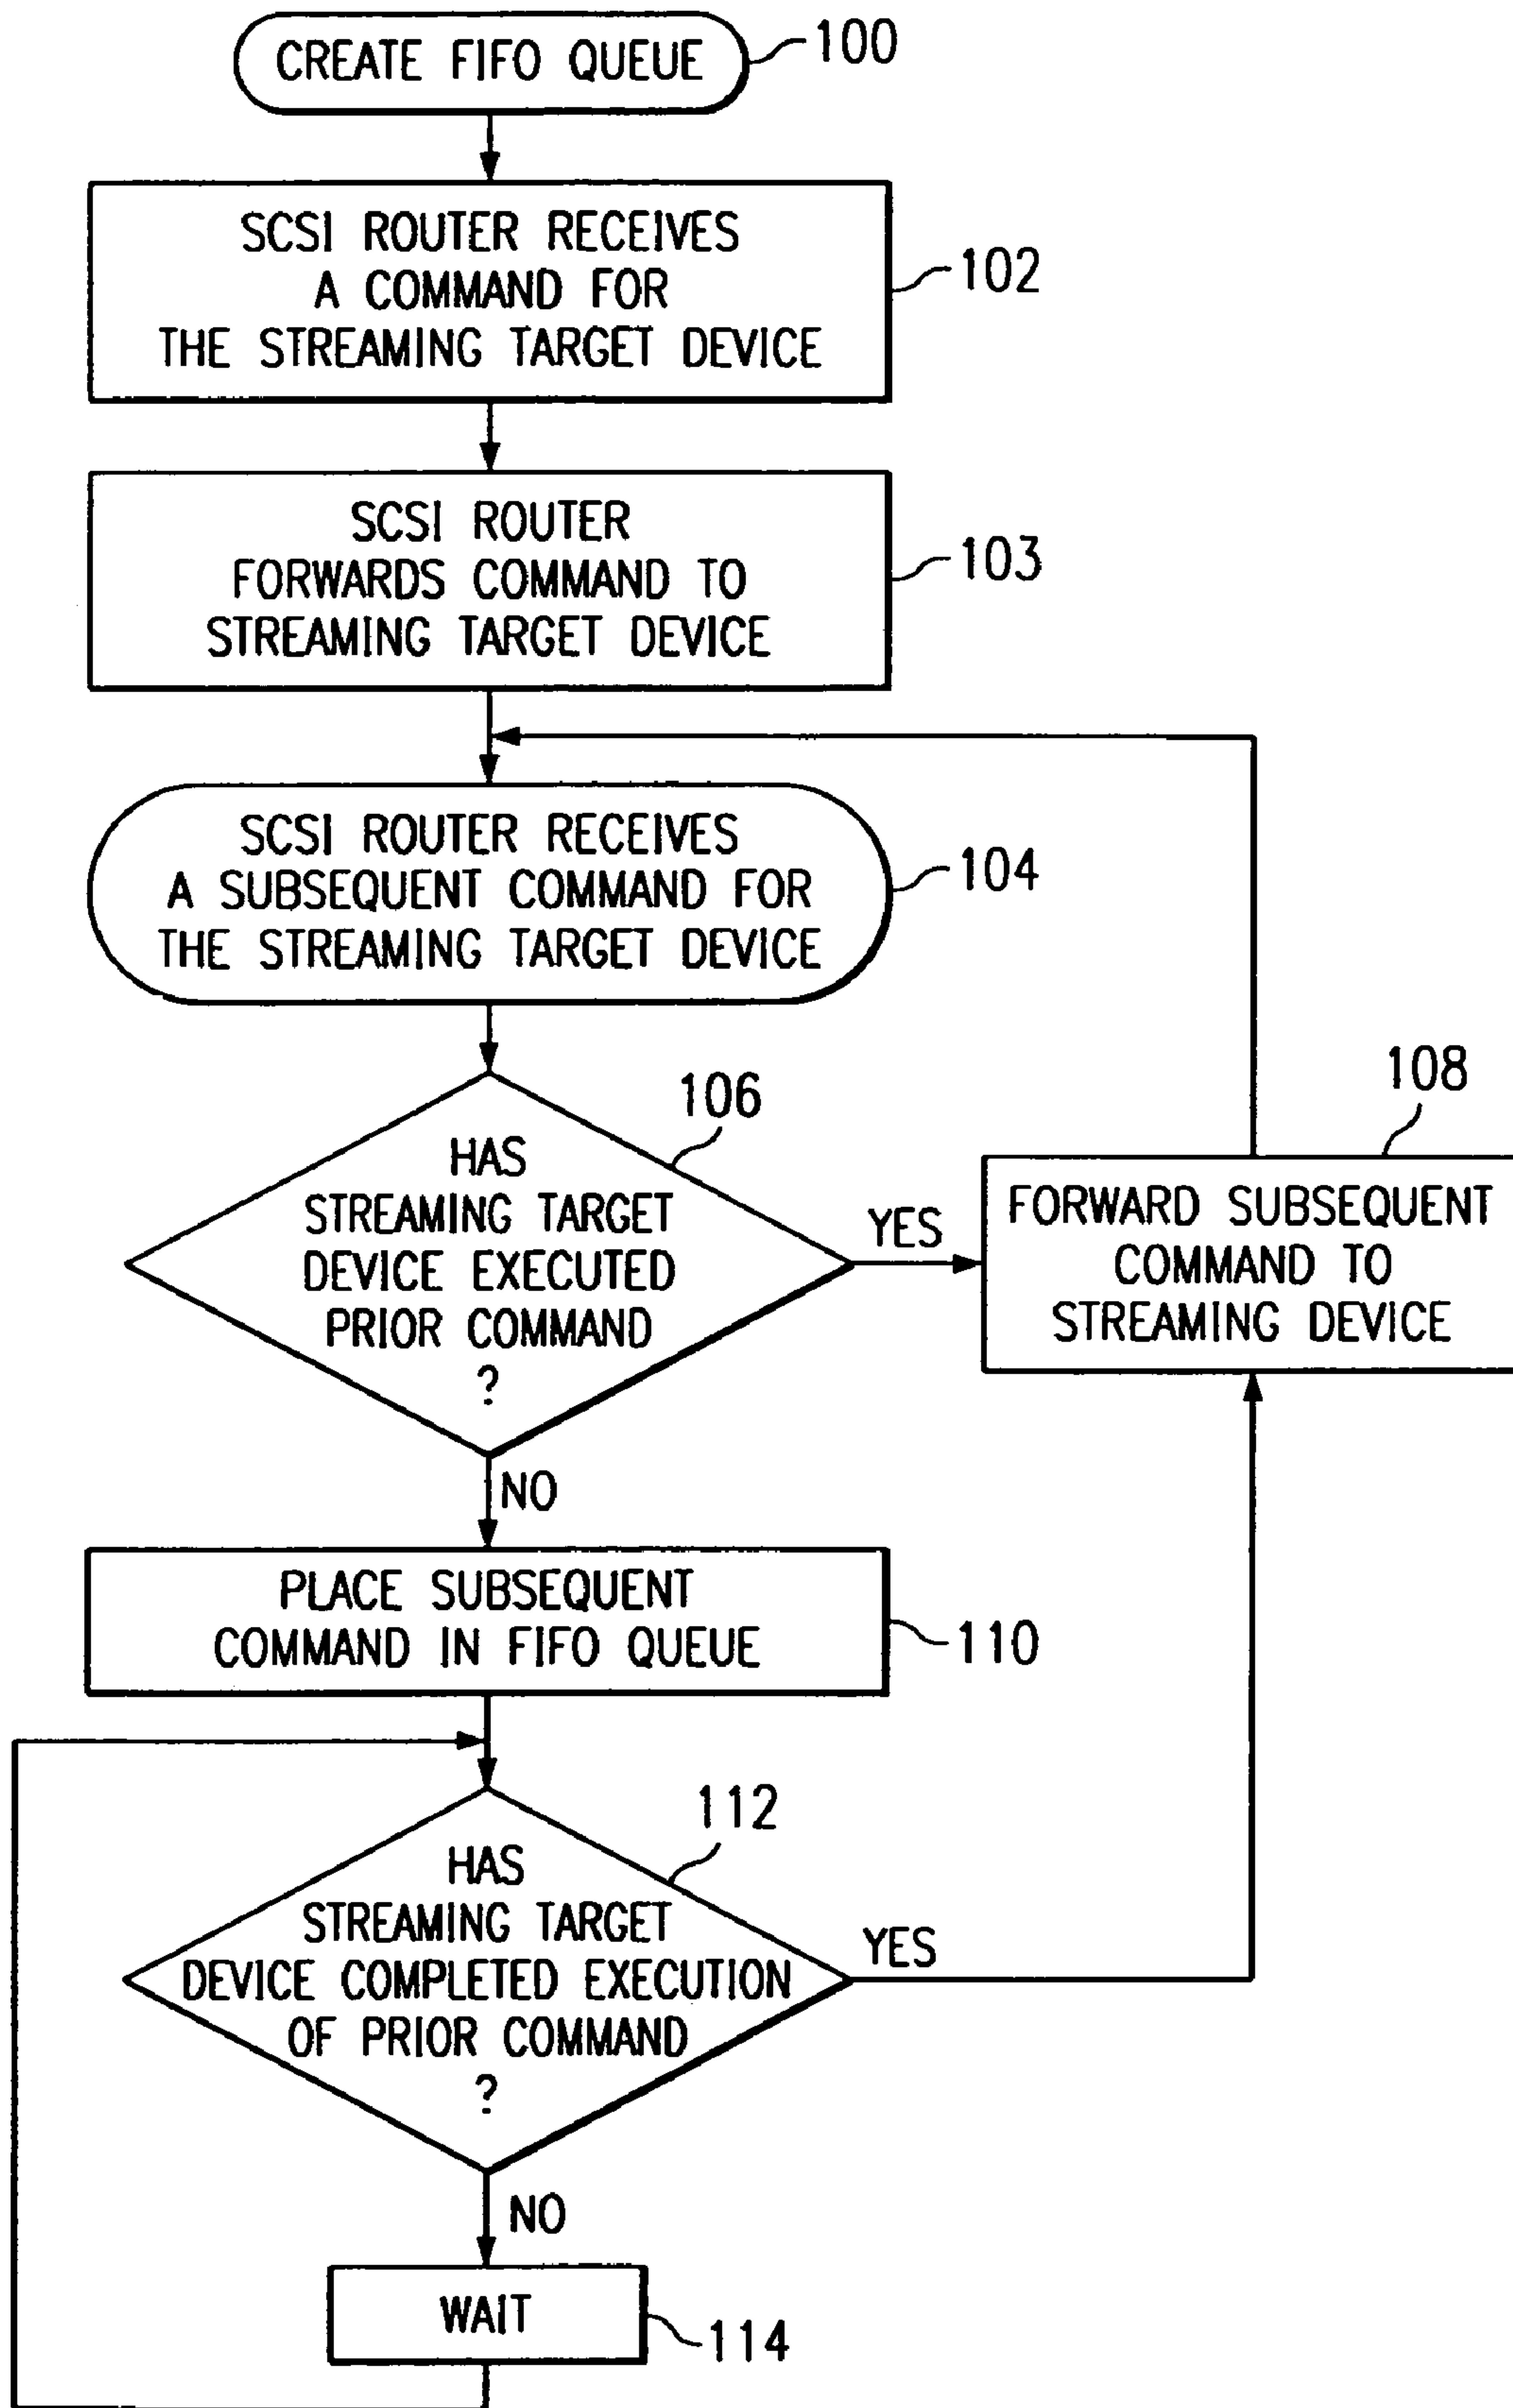 CREATE FIFO QUEUE
100
SCSI ROUTER RECEIVES
A COMMAND FOR
THE STREAMING TARGET DEVICE
102
SCSI ROUTER
FORWARDS COMMAND TO
STREAMING TARGET DEVICE
103
SCSI ROUTER RECEIVES
A SUBSEQUENT COMMAND FOR
THE STREAMING TARGET DEVICE
104
106
HAS
STREAMING TARGET
DEVICE EXECUTED
PRIOR COMMAND
?
YES
108
FORWARD SUBSEQUENT
COMMAND TO
STREAMING DEVICE
NO
PLACE SUBSEQUENT
COMMAND IN FIFO QUEUE
110
112
HAS
STREAMING TARGET
DEVICE COMPLETED EXECUTION
OF PRIOR COMMAND
?
YES
NO
WAIT
114